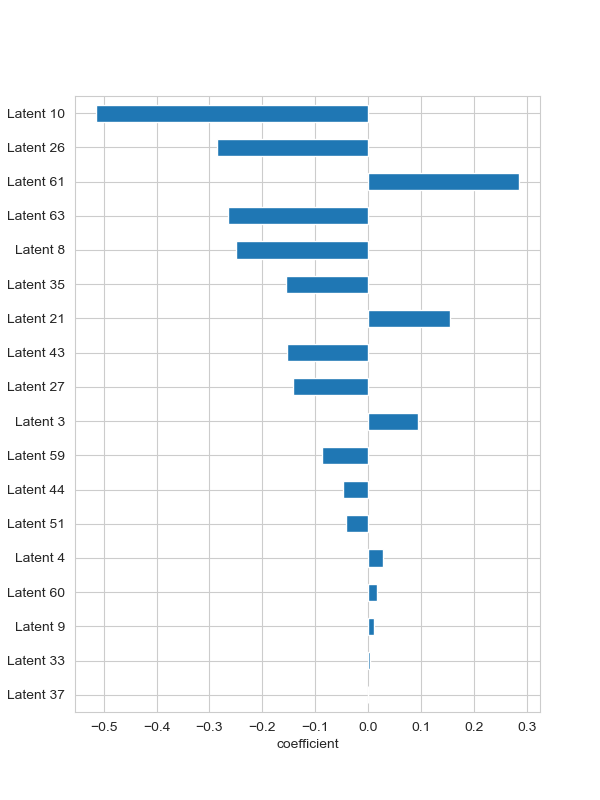 Latent 10
Latent 26
Latent 61
Latent 63
Latent 8
Latent 35
Latent 21
Latent 43
Latent 27
Latent 3
Latent 59
Latent 44
Latent 51
Latent 4
Latent 60
Latent 9
Latent 33
Latent 37
−0.5 −0.4 −0.3 −0.2 −0.1 0.0 0.1 0.2 0.3
coefficient